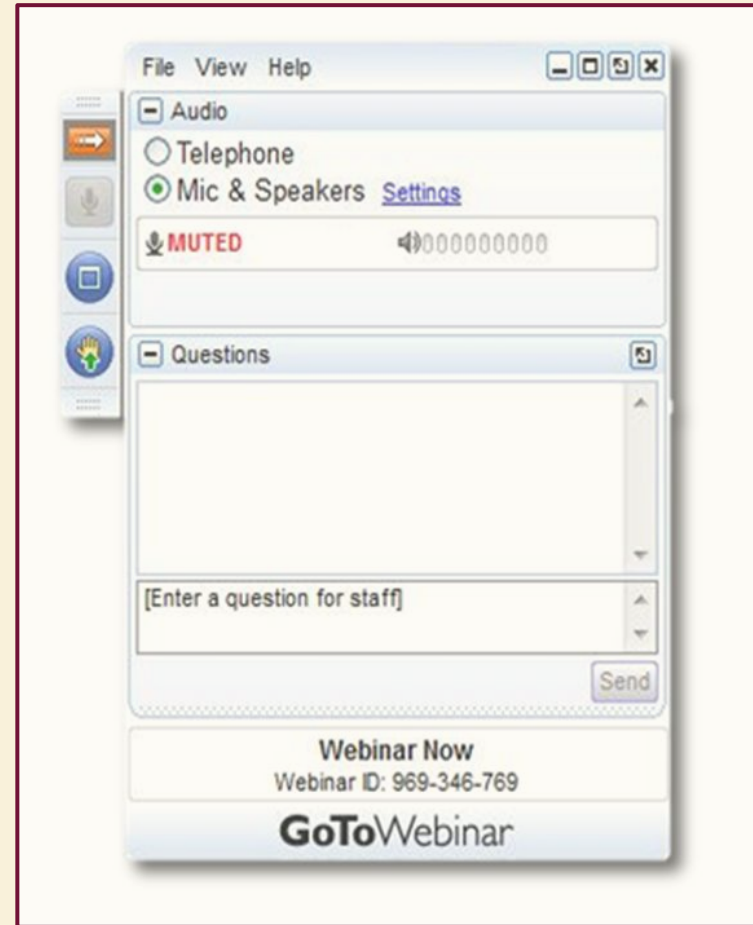 File View Help
Audio
Telephone
Mic & Speakers Settings
MUTED
Questions
[Enter a question for staff]
Send
Webinar Now
Webinar ID: 969-346-769
GoToWebinar